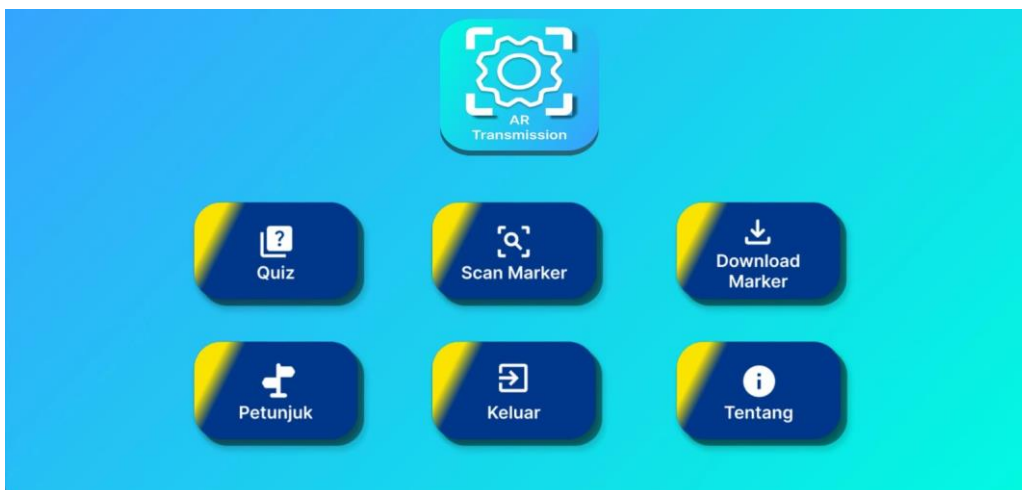 AR
Transmission
?
Quiz
Scan Marker
Download
Marker
Petunjuk
Keluar
i
Tentang